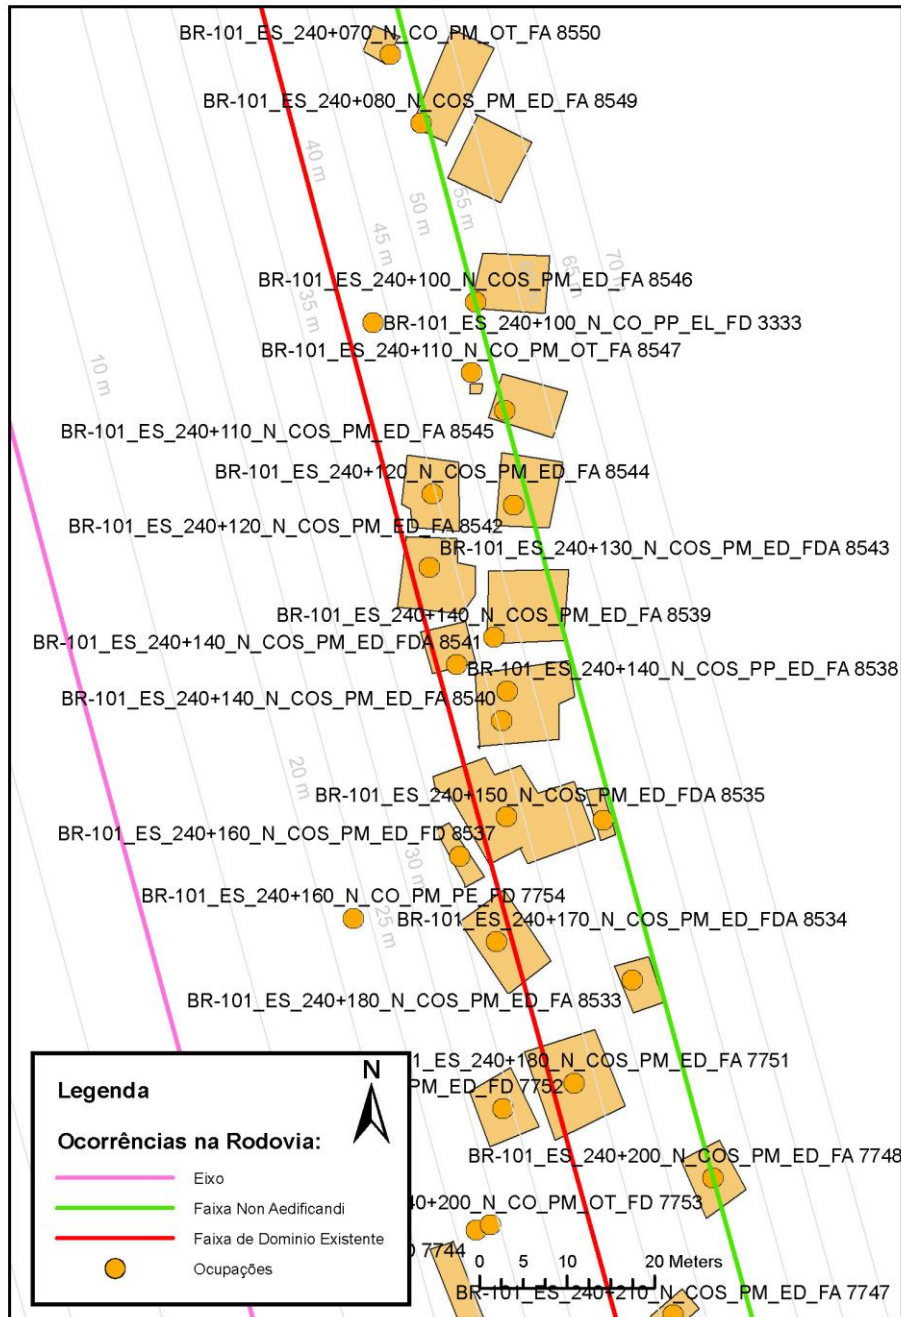 BR-101_ES_240+070_N_CO_PM_OT_FA 8550
BR-101_ES_240+080_N_COS_PM_ED_FA 8549
40 m
50 m
55 m
45 m
70 m
65 m
BR-101_ES_240+100_N_COS_PM_ED_FA 8546
35 m
BR-101_ES_240+100_N_CO_PP_EL_FD 3333
BR-101_ES_240+110_N_CO_PM_OT_FA 8547
10 m
BR-101_ES_240+110_N_COS_PM_ED_FA 8545
BR-101_ES_240+120_N_COS_PM_ED_FA 8544
BR-101_ES_240+120_N_COS_PM_ED_FA 8542
BR-101_ES_240+130_N_COS_PM_ED_FDA 8543
BR-101_ES_240+140_N_COS_PM_ED_FA 8539
BR-101_ES_240+140_N_COS_PM_ED_FDA 8541
BR-101_ES_240+140_N_COS_PP_ED_FA 8538
BR-101_ES_240+140_N_COS_PM_ED_FA 8540
20 m
BR-101_ES_240+150_N_COS_PM_ED_FDA 8535
BR-101_ES_240+160_N_COS_PM_ED_FD 8537
30 m
BR-101_ES_240+160_N_CO_PM_PE_FD 7754
25 m
BR-101_ES_240+170_N_COS_PM_ED_FDA 8534
BR-101_ES_240+180_N_COS_PM_ED_FA 8533
01_ES_240+180_N_COS_PM_ED_FA 7751
PM_ED_FD 7752
BR-101_ES_240+200_N_COS_PM_ED_FA 7748
40+200_N_CO_PM_OT_FD 7753
7744
0 5 10 20 Meters
BR-101_ES_240+210_N_COS_PM_ED_FA 7747
N
Legenda
Ocorrências na Rodovia:
Eixo
Faixa Non Aedificandi
Faixa de Dominio Existente
Ocupações